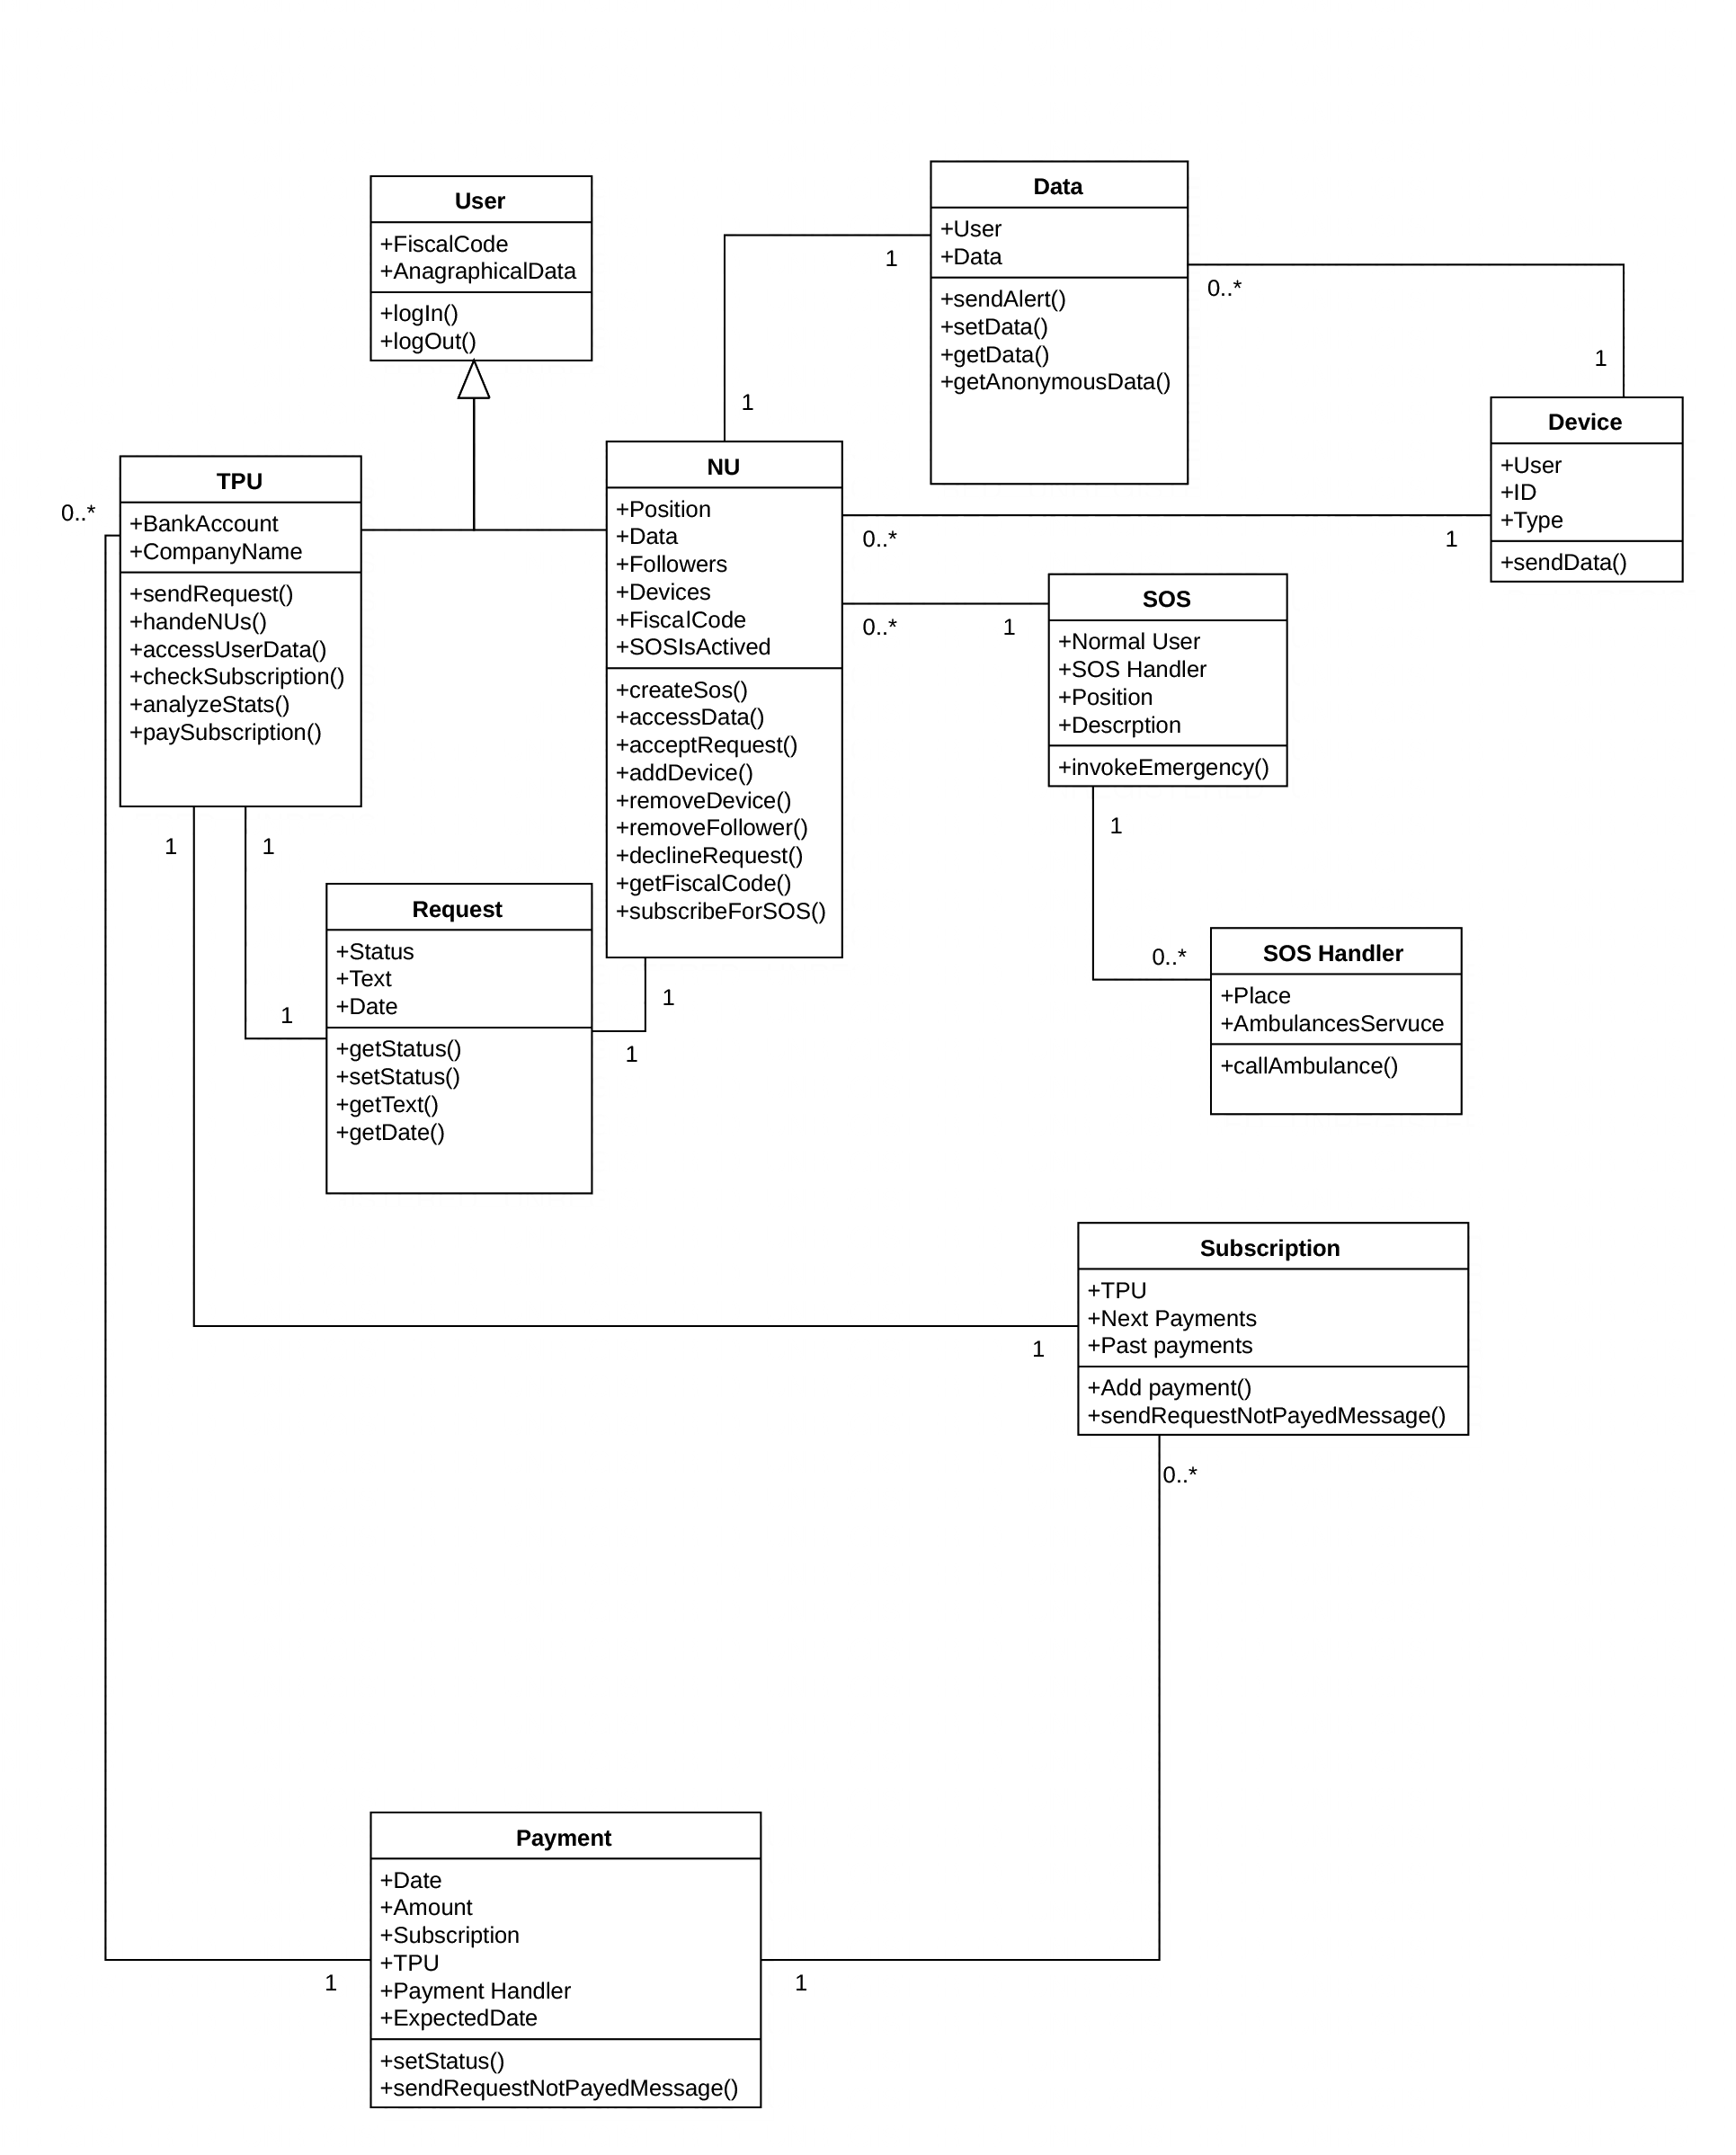 User
+FiscalCode
+AnagraphicalData
+logIn()
+logOut()
Data
+User
+Data
+sendAlert()
+setData()
+getData()
+getAnonymousData()
1
1
0..*
1
Device
+User
+ID
+Type
+sendData()
TPU
+BankAccount
+CompanyName
+sendRequest()
+handeNUs()
+accessUserData()
+checkSubscription()
+analyzeStats()
+paySubscription()
0..*
NU
+Position
+Data
+Followers
+Devices
+FiscalCode
+SOSIsActived
+createSos()
+accessData()
+acceptRequest()
+addDevice()
+removeDevice()
+removeFollower()
+declineRequest()
+getFiscalCode()
+subscribeForSOS()
0..*
1
0..*
1
SOS
+Normal User
+SOS Handler
+Position
+Descrption
+invokeEmergency()
1
0..*
SOS Handler
+Place
+AmbulancesServuce
+callAmbulance()
1
1
Request
+Status
+Text
+Date
+getStatus()
+setStatus()
+getText()
+getDate()
1
1
1
Subscription
+TPU
+Next Payments
+Past payments
+Add payment()
+sendRequestNotPayedMessage()
1
0..*
Payment
+Date
+Amount
+Subscription
+TPU
+Payment Handler
+ExpectedDate
+setStatus()
+sendRequestNotPayedMessage()
1
1